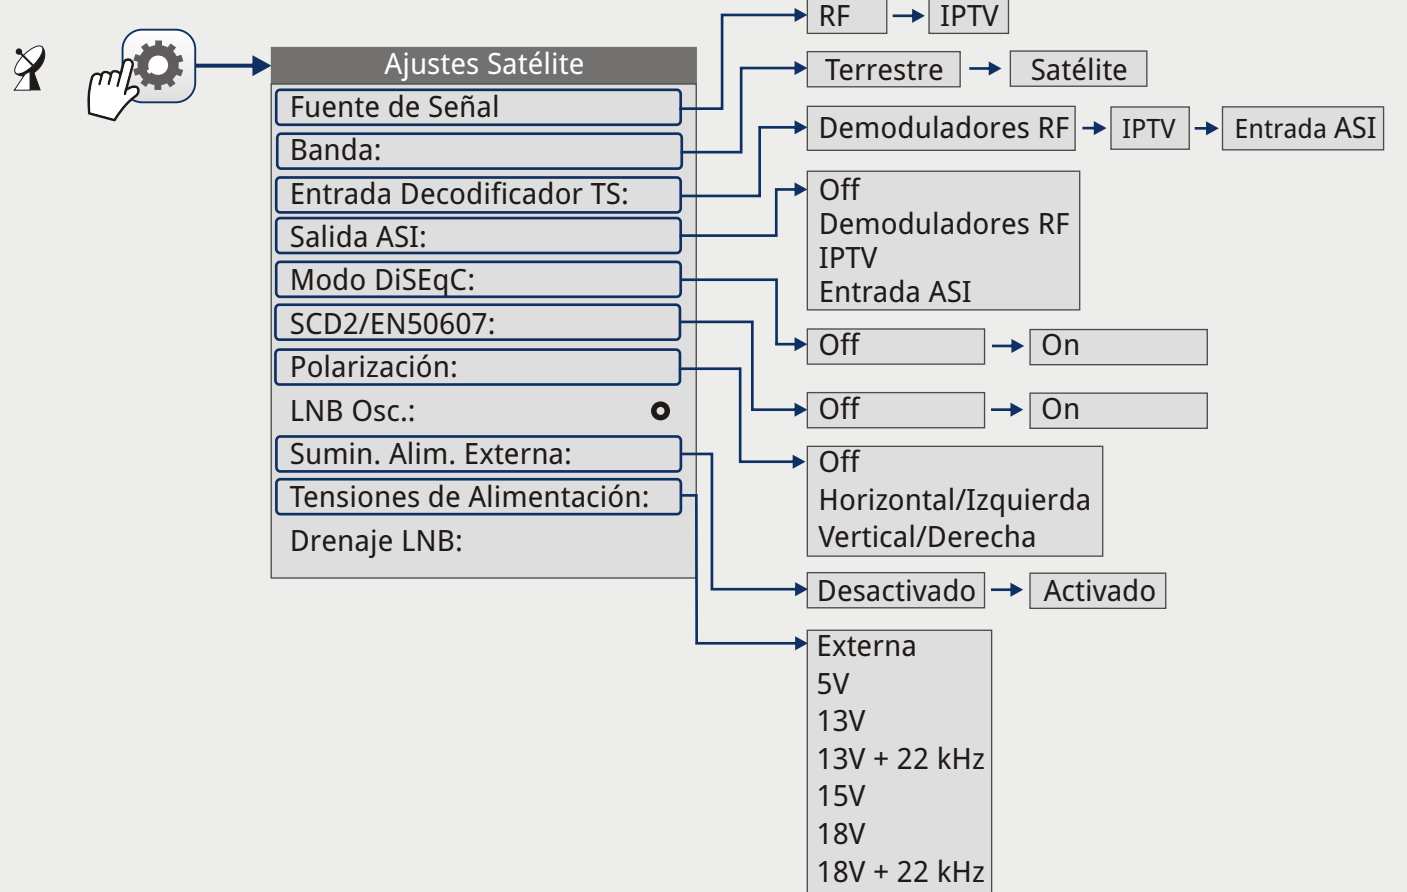 Ajustes Satélite
Fuente de Señal
Banda:
Entrada Decodificador TS:
Salida ASI:
Modo DiSEqC:
SCD2/EN50607:
Polarización:
LNB Osc.:
Sumin. Alim. Externa:
Tensiones de Alimentación:
Drenaje LNB:
RF IPTV
Terrestre Satélite
Demoduladores RF IPTV Entrada ASI
Off
Demoduladores RF
IPTV
Entrada ASI
Off On
Off On
Off
Horizontal/Izquierda
Vertical/Derecha
Desactivado Activado
Externa
5V
13V
13V + 22 kHz
15V
18V
18V + 22 kHz